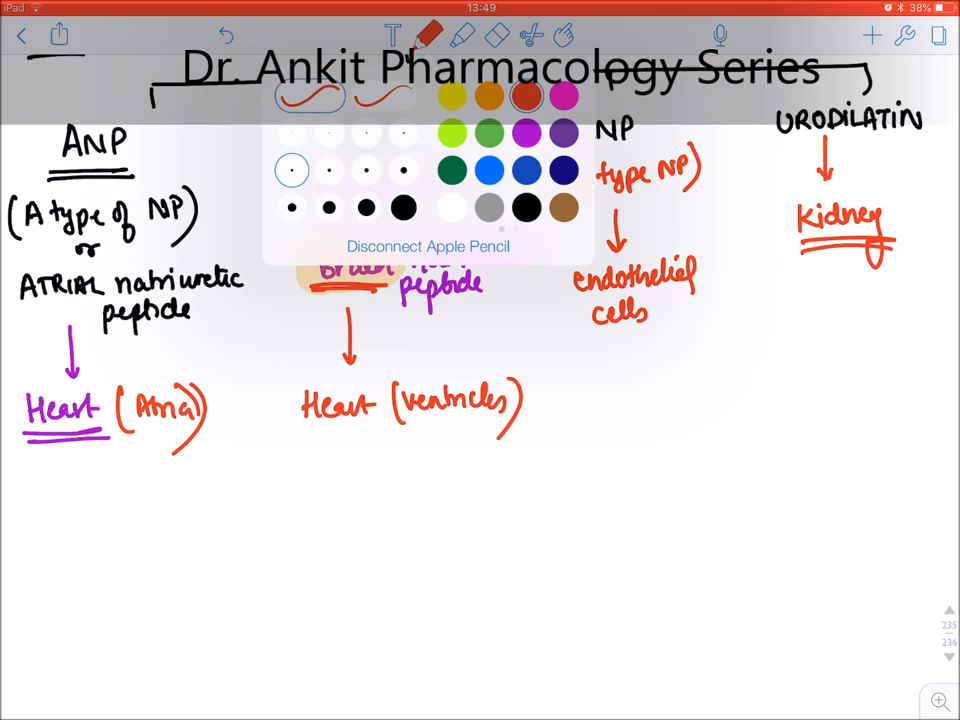 iPad 13:49 38%
Dr. Ankit Pharmacology Series
ANP
(A type of NP)
or
ATRIAL natriuretic
peptide
Heart (Atria)
Disconnect Apple Pencil
Brain
peptide
Heart (ventricles)
NP
type NP)
endothelial
cells
URODILATIN
Kidney
235
236